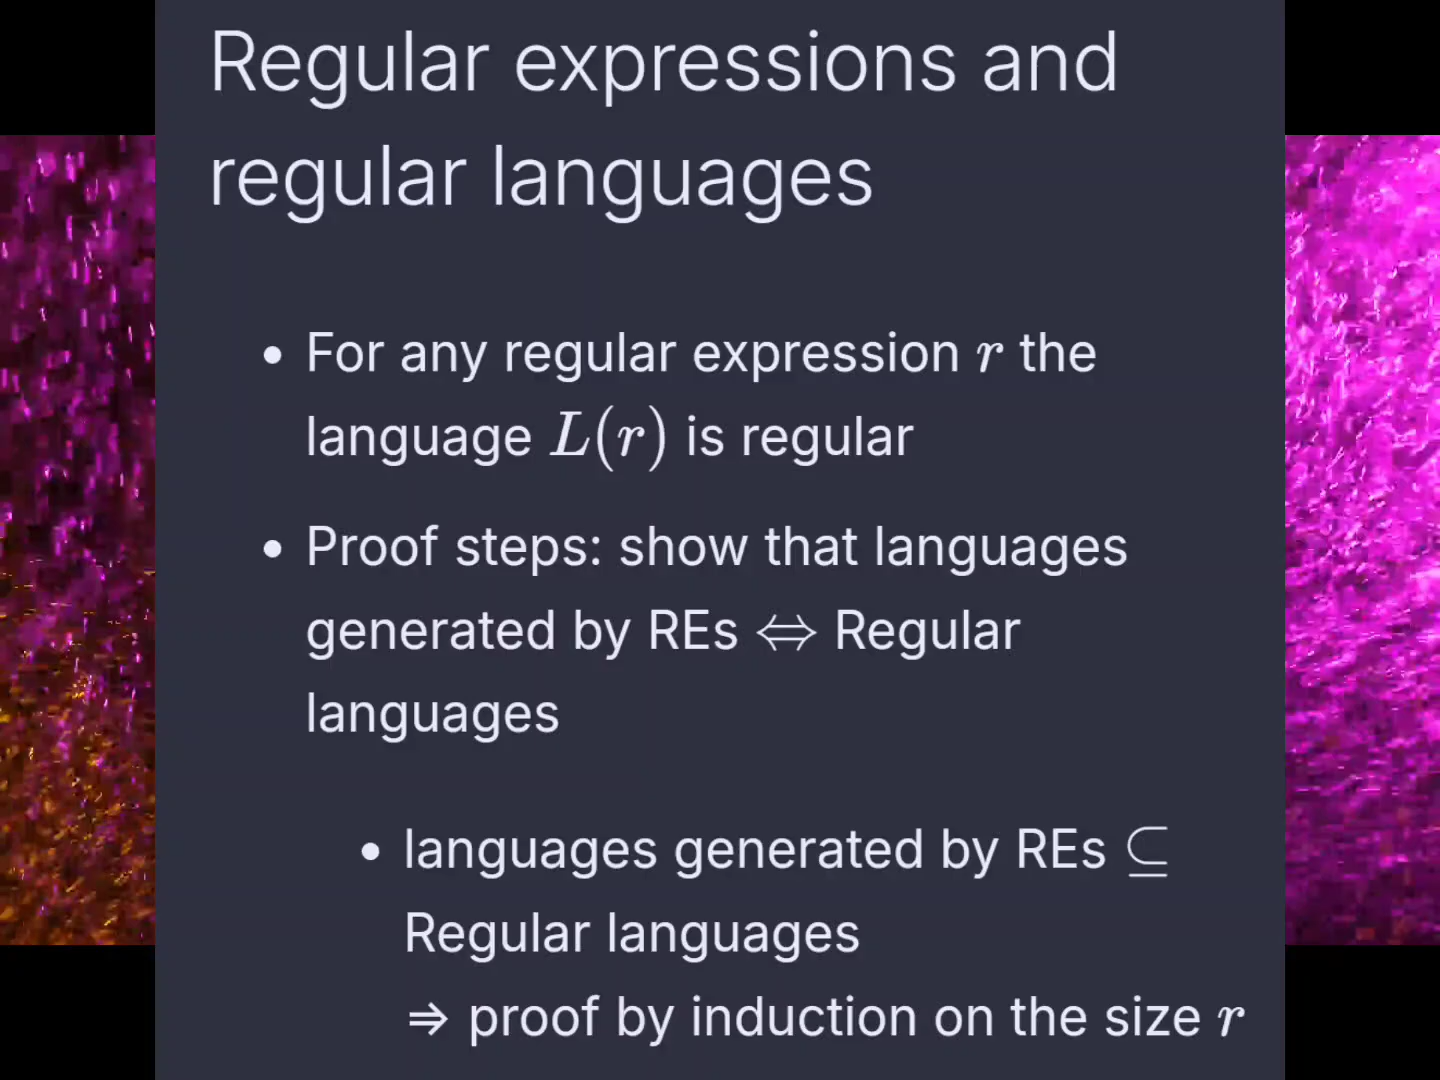 Regular expressions and
regular languages
• For any regular expression r the
language L(r) is regular
• Proof steps: show that languages
generated by REs ⇔ Regular
languages
• languages generated by REs ⊆
Regular languages
⇒ proof by induction on the size r